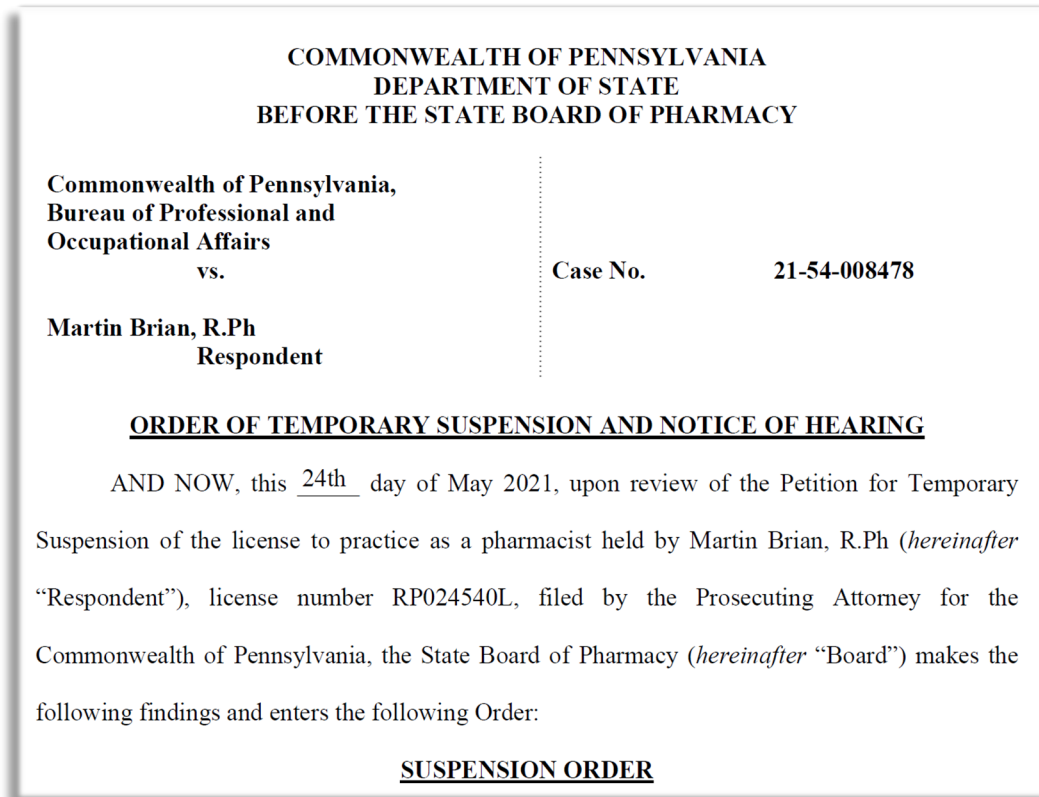 COMMONWEALTH OF PENNSYLVANIA
DEPARTMENT OF STATE
BEFORE THE STATE BOARD OF PHARMACY
Commonwealth of Pennsylvania,
Bureau of Professional and
Occupational Affairs
vs.
Case No. 21-54-008478
Martin Brian, R.Ph
Respondent
ORDER OF TEMPORARY SUSPENSION AND NOTICE OF HEARING
AND NOW, this 24th day of May 2021, upon review of the Petition for Temporary
Suspension of the license to practice as a pharmacist held by Martin Brian, R.Ph (hereinafter
“Respondent”), license number RP024540L, filed by the Prosecuting Attorney for the
Commonwealth of Pennsylvania, the State Board of Pharmacy (hereinafter “Board”) makes the
following findings and enters the following Order:
SUSPENSION ORDER